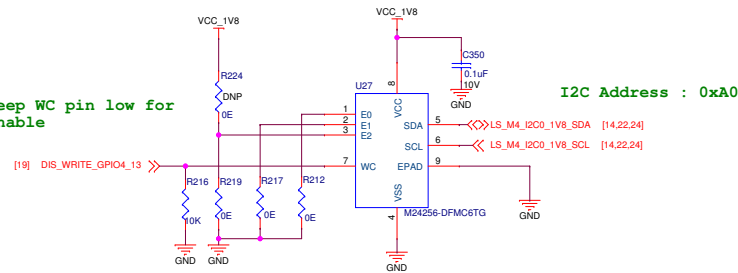 VCC_1V8
VCC_1V8
C350
0.1uF
10V
GND
R224
DNP
0E
U27
I2C Address : 0xA0
eep WC pin low for
nable
1 E0
2 E1
3 E2
8 VCC
SDA 5 LS_M4_I2C0_1V8_SDA [14,22,24]
SCL 6 LS_M4_I2C0_1V8_SCL [14,22,24]
[19] DIS_WRITE_GPIO4_13
7 WC
EPAD 9
VSS 4
M24256-DFMC6TG
R216
10K
R219
0E
R217
0E
R212
0E
GND
GND
GND
GND